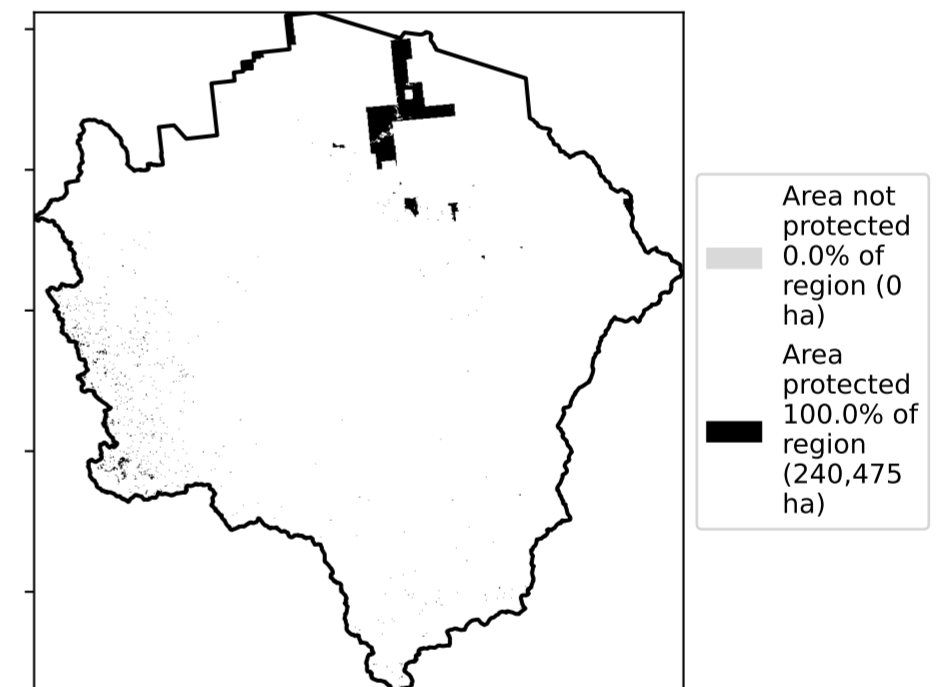 Area not
protected
0.0% of
region (0
ha)
Area
protected
100.0% of
region
(240,475
ha)